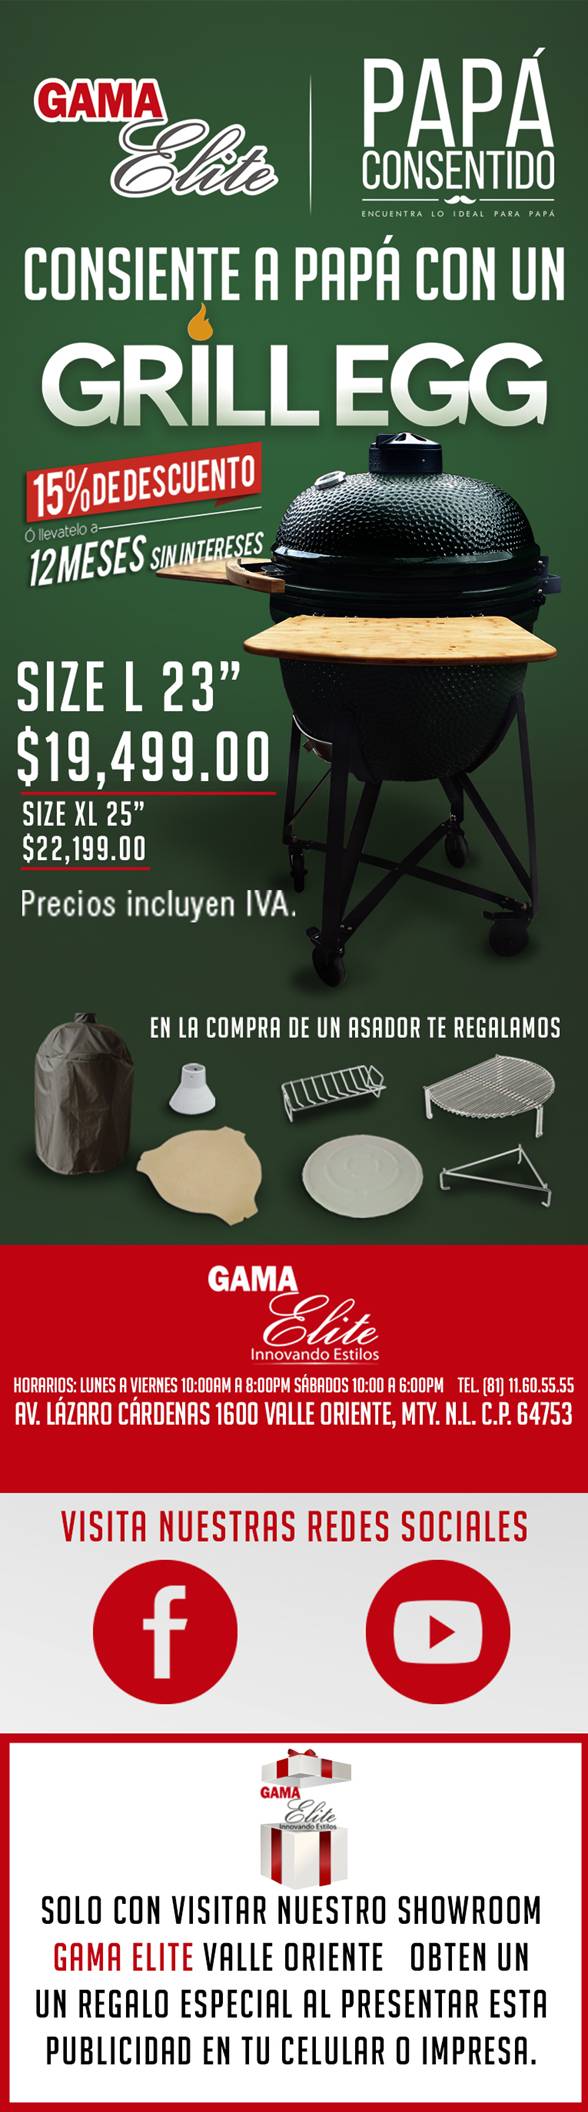 GAMA
Elite
PAPÁ
CONSENTIDO
ENCUENTRA LO IDEAL PARA PAPÁ
CONSIENTE A PAPÁ CON UN
GRILL EGG
15% DE DESCUENTO
Ó llevatelo a
12 MESES SIN INTERESES
SIZE L 23”
$19,499.00
SIZE XL 25”
$22,199.00
Precios incluyen IVA.
EN LA COMPRA DE UN ASADOR TE REGALAMOS
GAMA
Elite
Innovando Estilos
HORARIOS: LUNES A VIERNES 10:00AM A 8:00PM SÁBADOS 10:00 A 6:00PM TEL. (81) 11.60.55.55
AV. LÁZARO CÁRDENAS 1600 VALLE ORIENTE, MTY. N.L. C.P. 64753
VISITA NUESTRAS REDES SOCIALES
f
GAMA
Elite
Innovando Estilos
SOLO CON VISITAR NUESTRO SHOWROOM
GAMA ELITE VALLE ORIENTE OBTEN UN
UN REGALO ESPECIAL AL PRESENTAR ESTA
PUBLICIDAD EN TU CELULAR O IMPRESA.